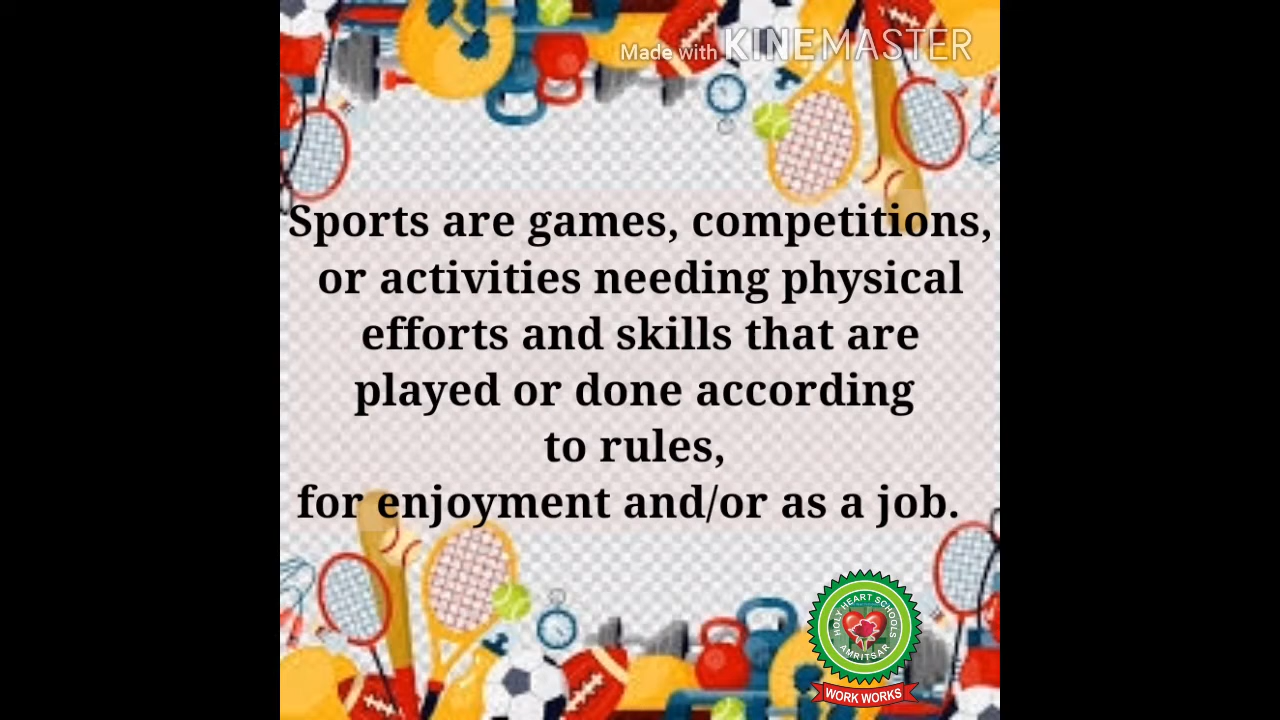 Made with KINEMASTER
Sports are games, competitions,
or activities needing physical
efforts and skills that are
played or done according
to rules,
for enjoyment and/or as a job.
HOLY HEART SCHOOLS
AMRITSAR
WORK WORKS